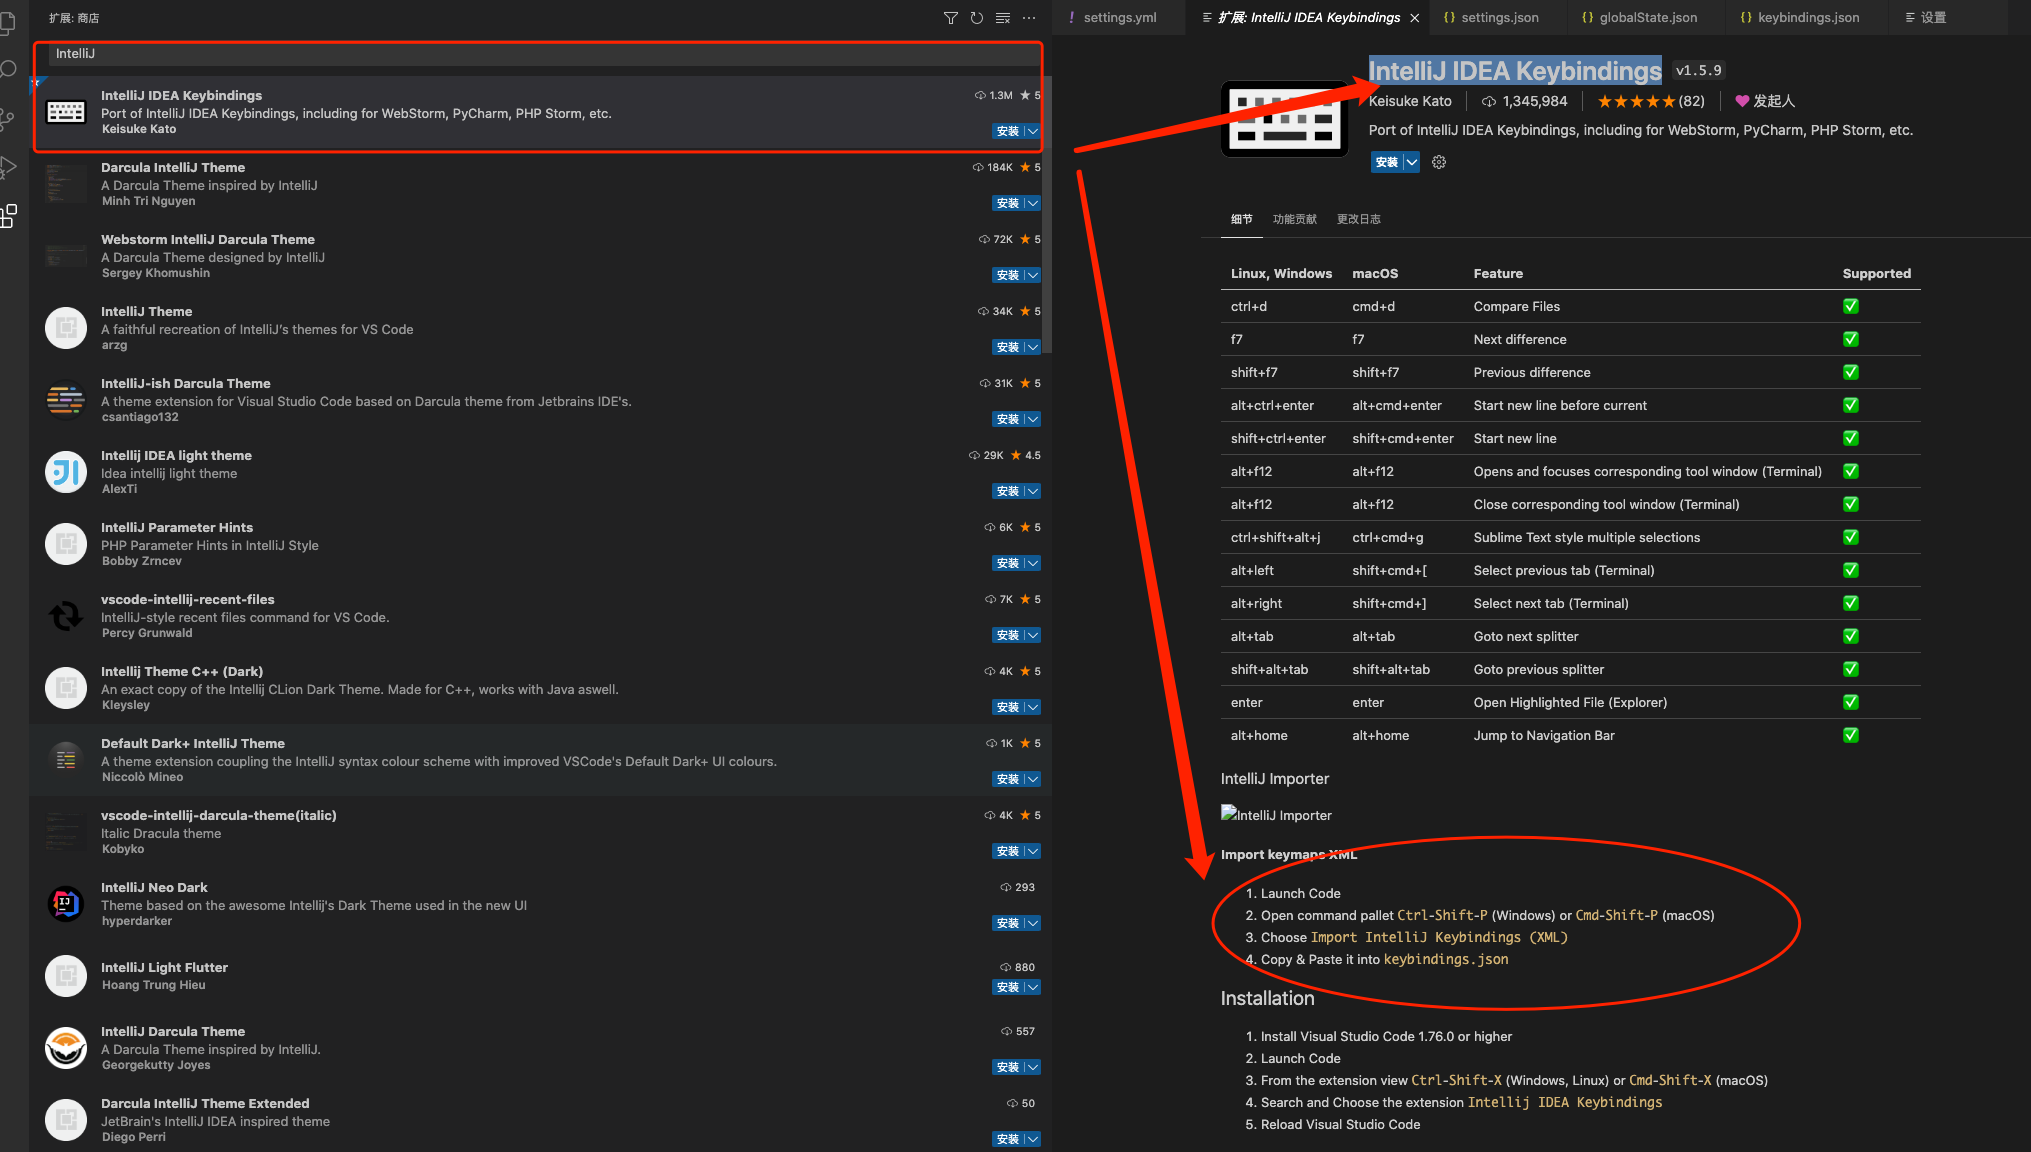 扩展: 商店
IntelliJ
IntelliJ IDEA Keybindings
1.3M ★ 5
Port of IntelliJ IDEA Keybindings, including for WebStorm, PyCharm, PHP Storm, etc.
Keisuke Kato
安装
Darcula IntelliJ Theme
184K ★ 5
A Darcula Theme inspired by IntelliJ
Minh Tri Nguyen
安装
Webstorm IntelliJ Darcula Theme
72K ★ 5
A Darcula Theme designed by IntelliJ
Sergey Khomushin
安装
IntelliJ Theme
34K ★ 5
A faithful recreation of IntelliJ's themes for VS Code
arzg
安装
IntelliJ-ish Darcula Theme
31K ★ 5
A theme extension for Visual Studio Code based on Darcula theme from Jetbrains IDE's.
csantiago132
安装
Intellij IDEA light theme
29K ★ 4.5
Idea intellij light theme
AlexTi
安装
IntelliJ Parameter Hints
6K ★ 5
PHP Parameter Hints in IntelliJ Style
Bobby Zrncev
安装
vscode-intellij-recent-files
7K ★ 5
IntelliJ-style recent files command for VS Code.
Percy Grunwald
安装
Intellij Theme C++ (Dark)
4K ★ 5
An exact copy of the Intellij CLion Dark Theme. Made for C++, works with Java aswell.
Kleysley
安装
Default Dark+ IntelliJ Theme
1K ★ 5
A theme extension coupling the IntelliJ syntax colour scheme with improved VSCode's Default Dark+ UI colours.
Niccolò Mineo
安装
vscode-intellij-darcula-theme(italic)
4K ★ 5
Italic Dracula theme
Kobyko
安装
IntelliJ Neo Dark
293
Theme based on the awesome Intellij's Dark Theme used in the new UI
hyperdarker
安装
IntelliJ Light Flutter
880
Hoang Trung Hieu
安装
IntelliJ Darcula Theme
557
A Darcula Theme inspired by IntelliJ.
Georgekutty Joyes
安装
Darcula IntelliJ Theme Extended
50
JetBrain's IntelliJ IDEA inspired theme
Diego Perri
安装
! settings.yml
扩展: IntelliJ IDEA Keybindings
{} settings.json
{} globalState.json
{} keybindings.json
设置
IntelliJ IDEA Keybindings v1.5.9
Keisuke Kato 1,345,984 ★★★★★(82) 发起人
Port of IntelliJ IDEA Keybindings, including for WebStorm, PyCharm, PHP Storm, etc.
安装
细节 功能贡献 更改日志
Linux, Windows macOS Feature Supported
ctrl+d cmd+d Compare Files ✅
f7 f7 Next difference ✅
shift+f7 shift+f7 Previous difference ✅
alt+ctrl+enter alt+cmd+enter Start new line before current ✅
shift+ctrl+enter shift+cmd+enter Start new line ✅
alt+f12 alt+f12 Opens and focuses corresponding tool window (Terminal) ✅
alt+f12 alt+f12 Close corresponding tool window (Terminal) ✅
ctrl+shift+alt+j ctrl+cmd+g Sublime Text style multiple selections ✅
alt+left shift+cmd+[ Select previous tab (Terminal) ✅
alt+right shift+cmd+] Select next tab (Terminal) ✅
alt+tab alt+tab Goto next splitter ✅
shift+alt+tab shift+alt+tab Goto previous splitter ✅
enter enter Open Highlighted File (Explorer) ✅
alt+home alt+home Jump to Navigation Bar ✅
IntelliJ Importer
IntelliJ Importer
Import keymaps XML
1. Launch Code
2. Open command pallet Ctrl-Shift-P (Windows) or Cmd-Shift-P (macOS)
3. Choose Import IntelliJ Keybindings (XML)
4. Copy & Paste it into keybindings.json
Installation
1. Install Visual Studio Code 1.76.0 or higher
2. Launch Code
3. From the extension view Ctrl-Shift-X (Windows, Linux) or Cmd-Shift-X (macOS)
4. Search and Choose the extension Intellij IDEA Keybindings
5. Reload Visual Studio Code